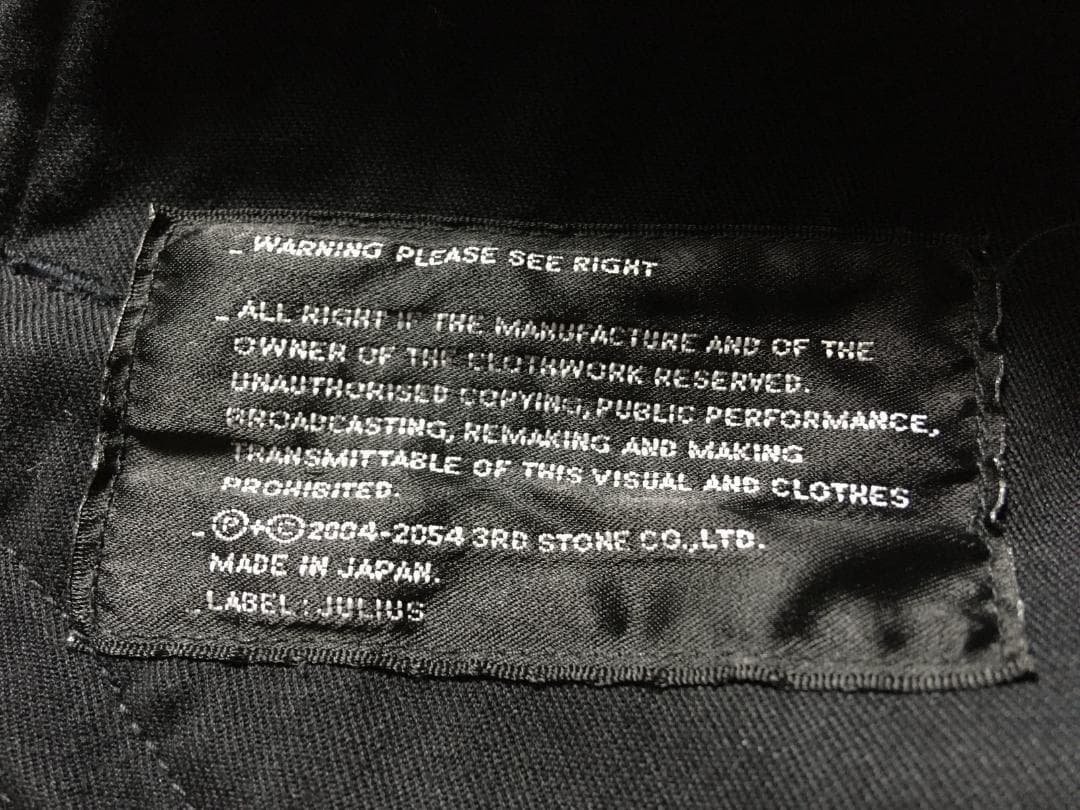 _ WARNING PLEASE SEE RIGHT
_ ALL RIGHT IF THE MANUFACTURE AND OF THE
OWNER OF THE CLOTHWORK RESERVED.
UNAUTHORISED COPYING, PUBLIC PERFORMANCE,
BROADCASTING, REMAKING AND MAKING
TRANSMITTABLE OF THIS VISUAL AND CLOTHES
PROHIBITED.
_ Ⓟ+© 2004-2054 3RD STONE CO.,LTD.
MADE IN JAPAN.
_ LABEL : JULIUS